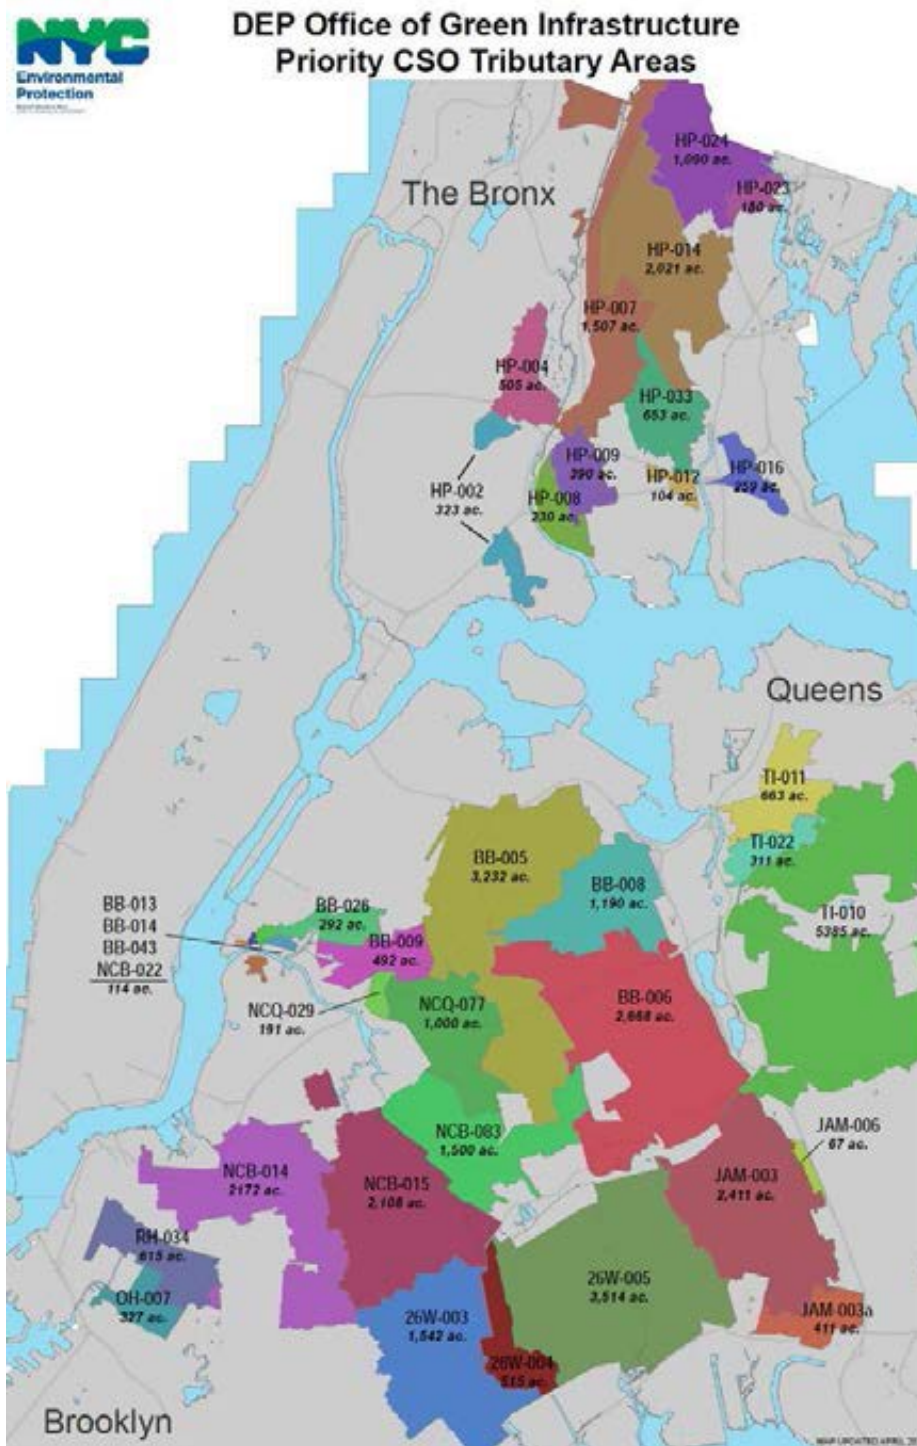 NYC
Environmental
Protection
DEP Office of Green Infrastructure
Priority CSO Tributary Areas
The Bronx
HP-024
1,090 ac.
HP-023
180 ac.
HP-014
2,021 ac.
HP-007
1,507 ac.
HP-004
505 ac.
HP-033
653 ac.
HP-009
390 ac.
HP-012
104 ac.
HP-016
HP-002
323 ac.
HP-008
330 ac.
Queens
TI-011
663 ac.
TI-022
311 ac.
BB-005
3,232 ac.
BB-008
1,190 ac.
TI-010
5385 ac.
BB-013
BB-014
BB-043
NCB-022
114 ac.
BB-026
292 ac.
BB-009
492 ac.
NCQ-029
191 ac.
NCQ-077
1,000 ac.
BB-006
2,668 ac.
NCB-083
1,500 ac.
JAM-006
67 ac.
NCB-014
2172 ac.
NCB-015
2,108 ac.
JAM-003
2,411 ac.
RH-034
615 ac.
OH-007
327 ac.
26W-003
1,542 ac.
26W-005
3,514 ac.
JAM-003a
411 ac.
26W-004
515 ac.
Brooklyn
MAP UPDATED APRIL